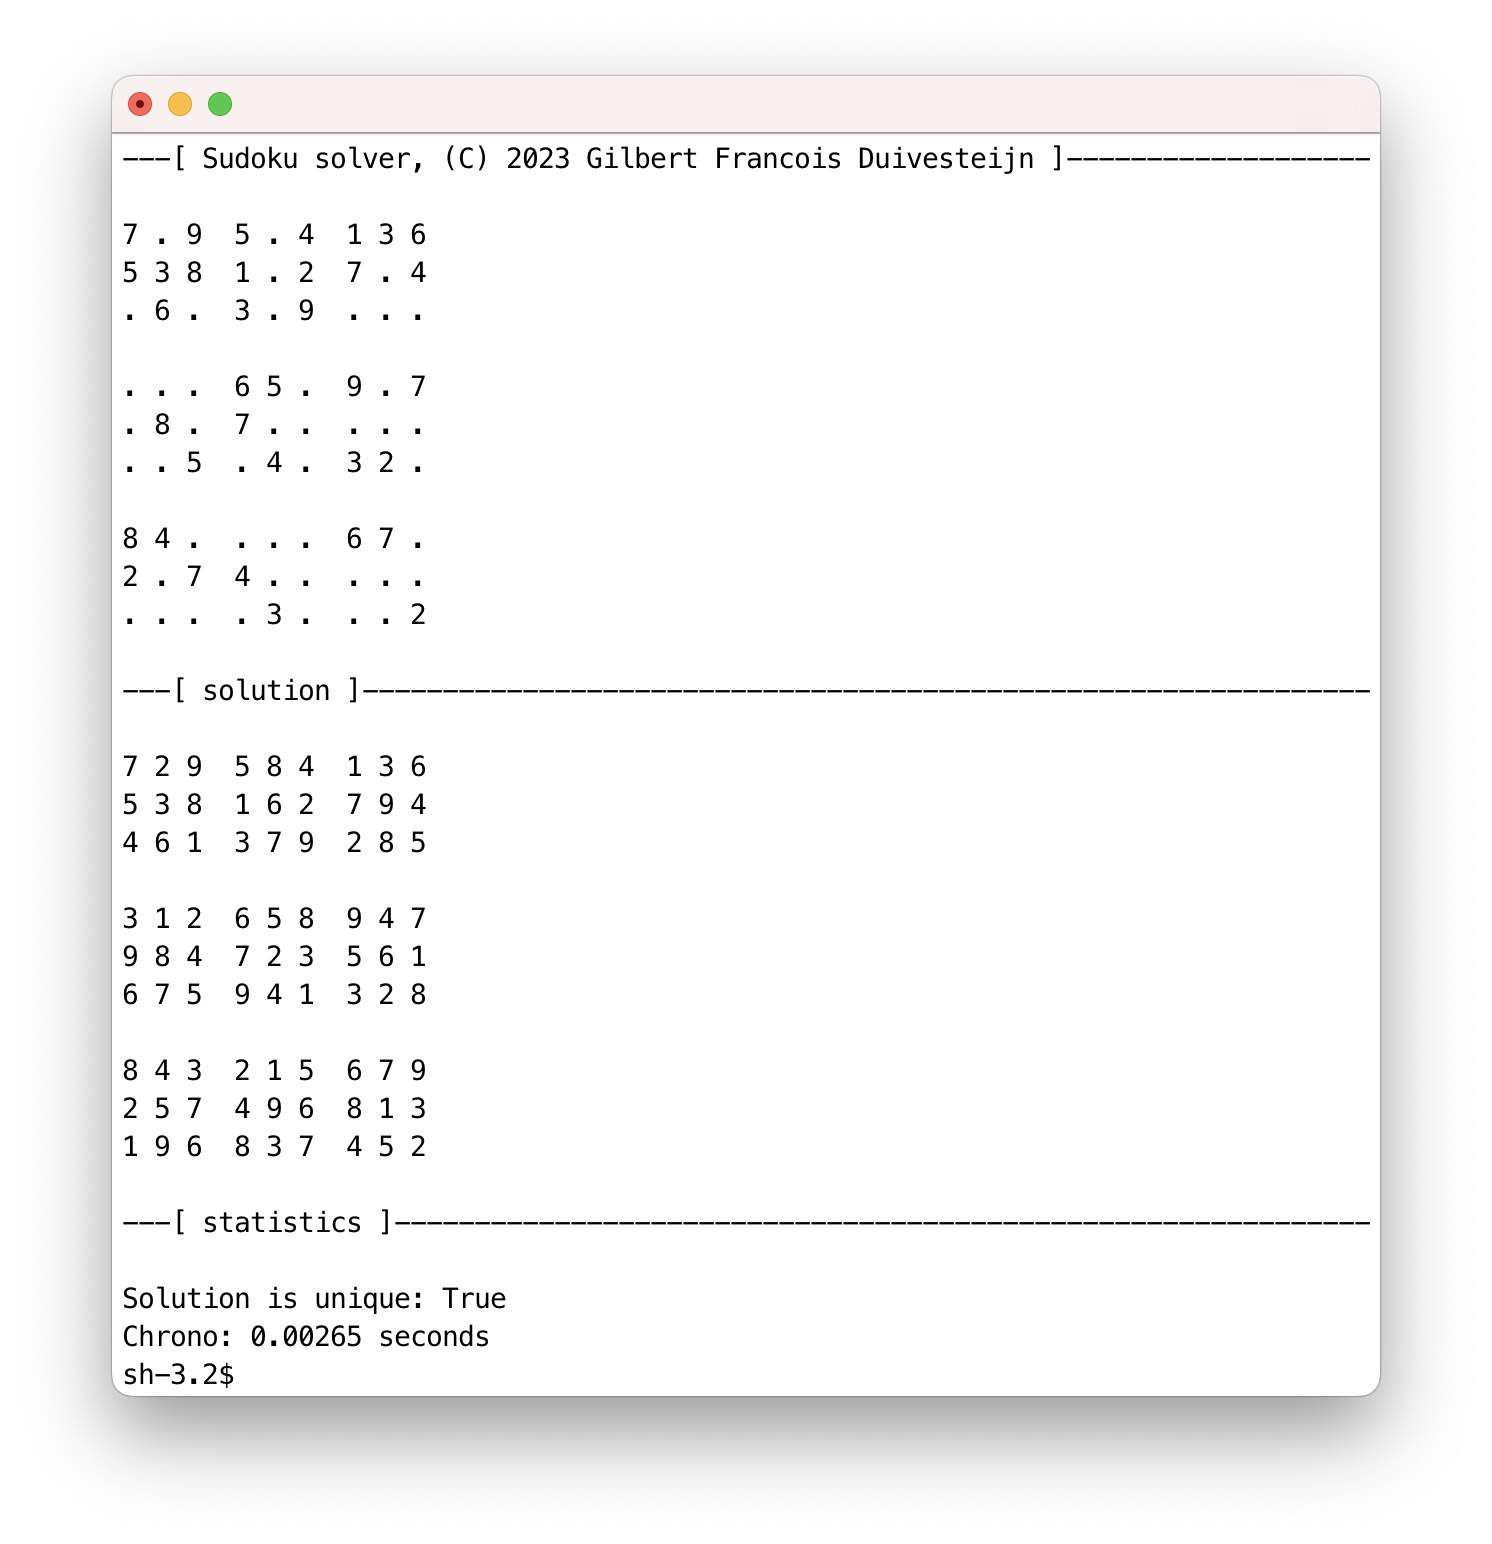 ---[ Sudoku solver, (C) 2023 Gilbert Francois Duivesteijn ]-------------------
7 . 9  5 . 4  1 3 6
5 3 8  1 . 2  7 . 4
. 6 .  3 . 9  . . .
. . .  6 5 .  9 . 7
. 8 .  7 . .  . . .
. . 5  . 4 .  3 2 .
8 4 .  . . .  6 7 .
2 . 7  4 . .  . . .
. . .  . 3 .  . . 2
---[ solution ]---------------------------------------------------------------
7 2 9  5 8 4  1 3 6
5 3 8  1 6 2  7 9 4
4 6 1  3 7 9  2 8 5
3 1 2  6 5 8  9 4 7
9 8 4  7 2 3  5 6 1
6 7 5  9 4 1  3 2 8
8 4 3  2 1 5  6 7 9
2 5 7  4 9 6  8 1 3
1 9 6  8 3 7  4 5 2
---[ statistics ]-------------------------------------------------------------
Solution is unique: True
Chrono: 0.00265 seconds
sh-3.2$